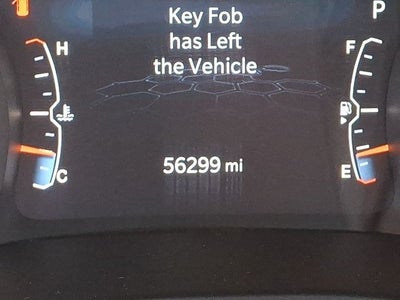 P
Key Fob
has Left
the Vehicle
H
F
56299 mi
C
E